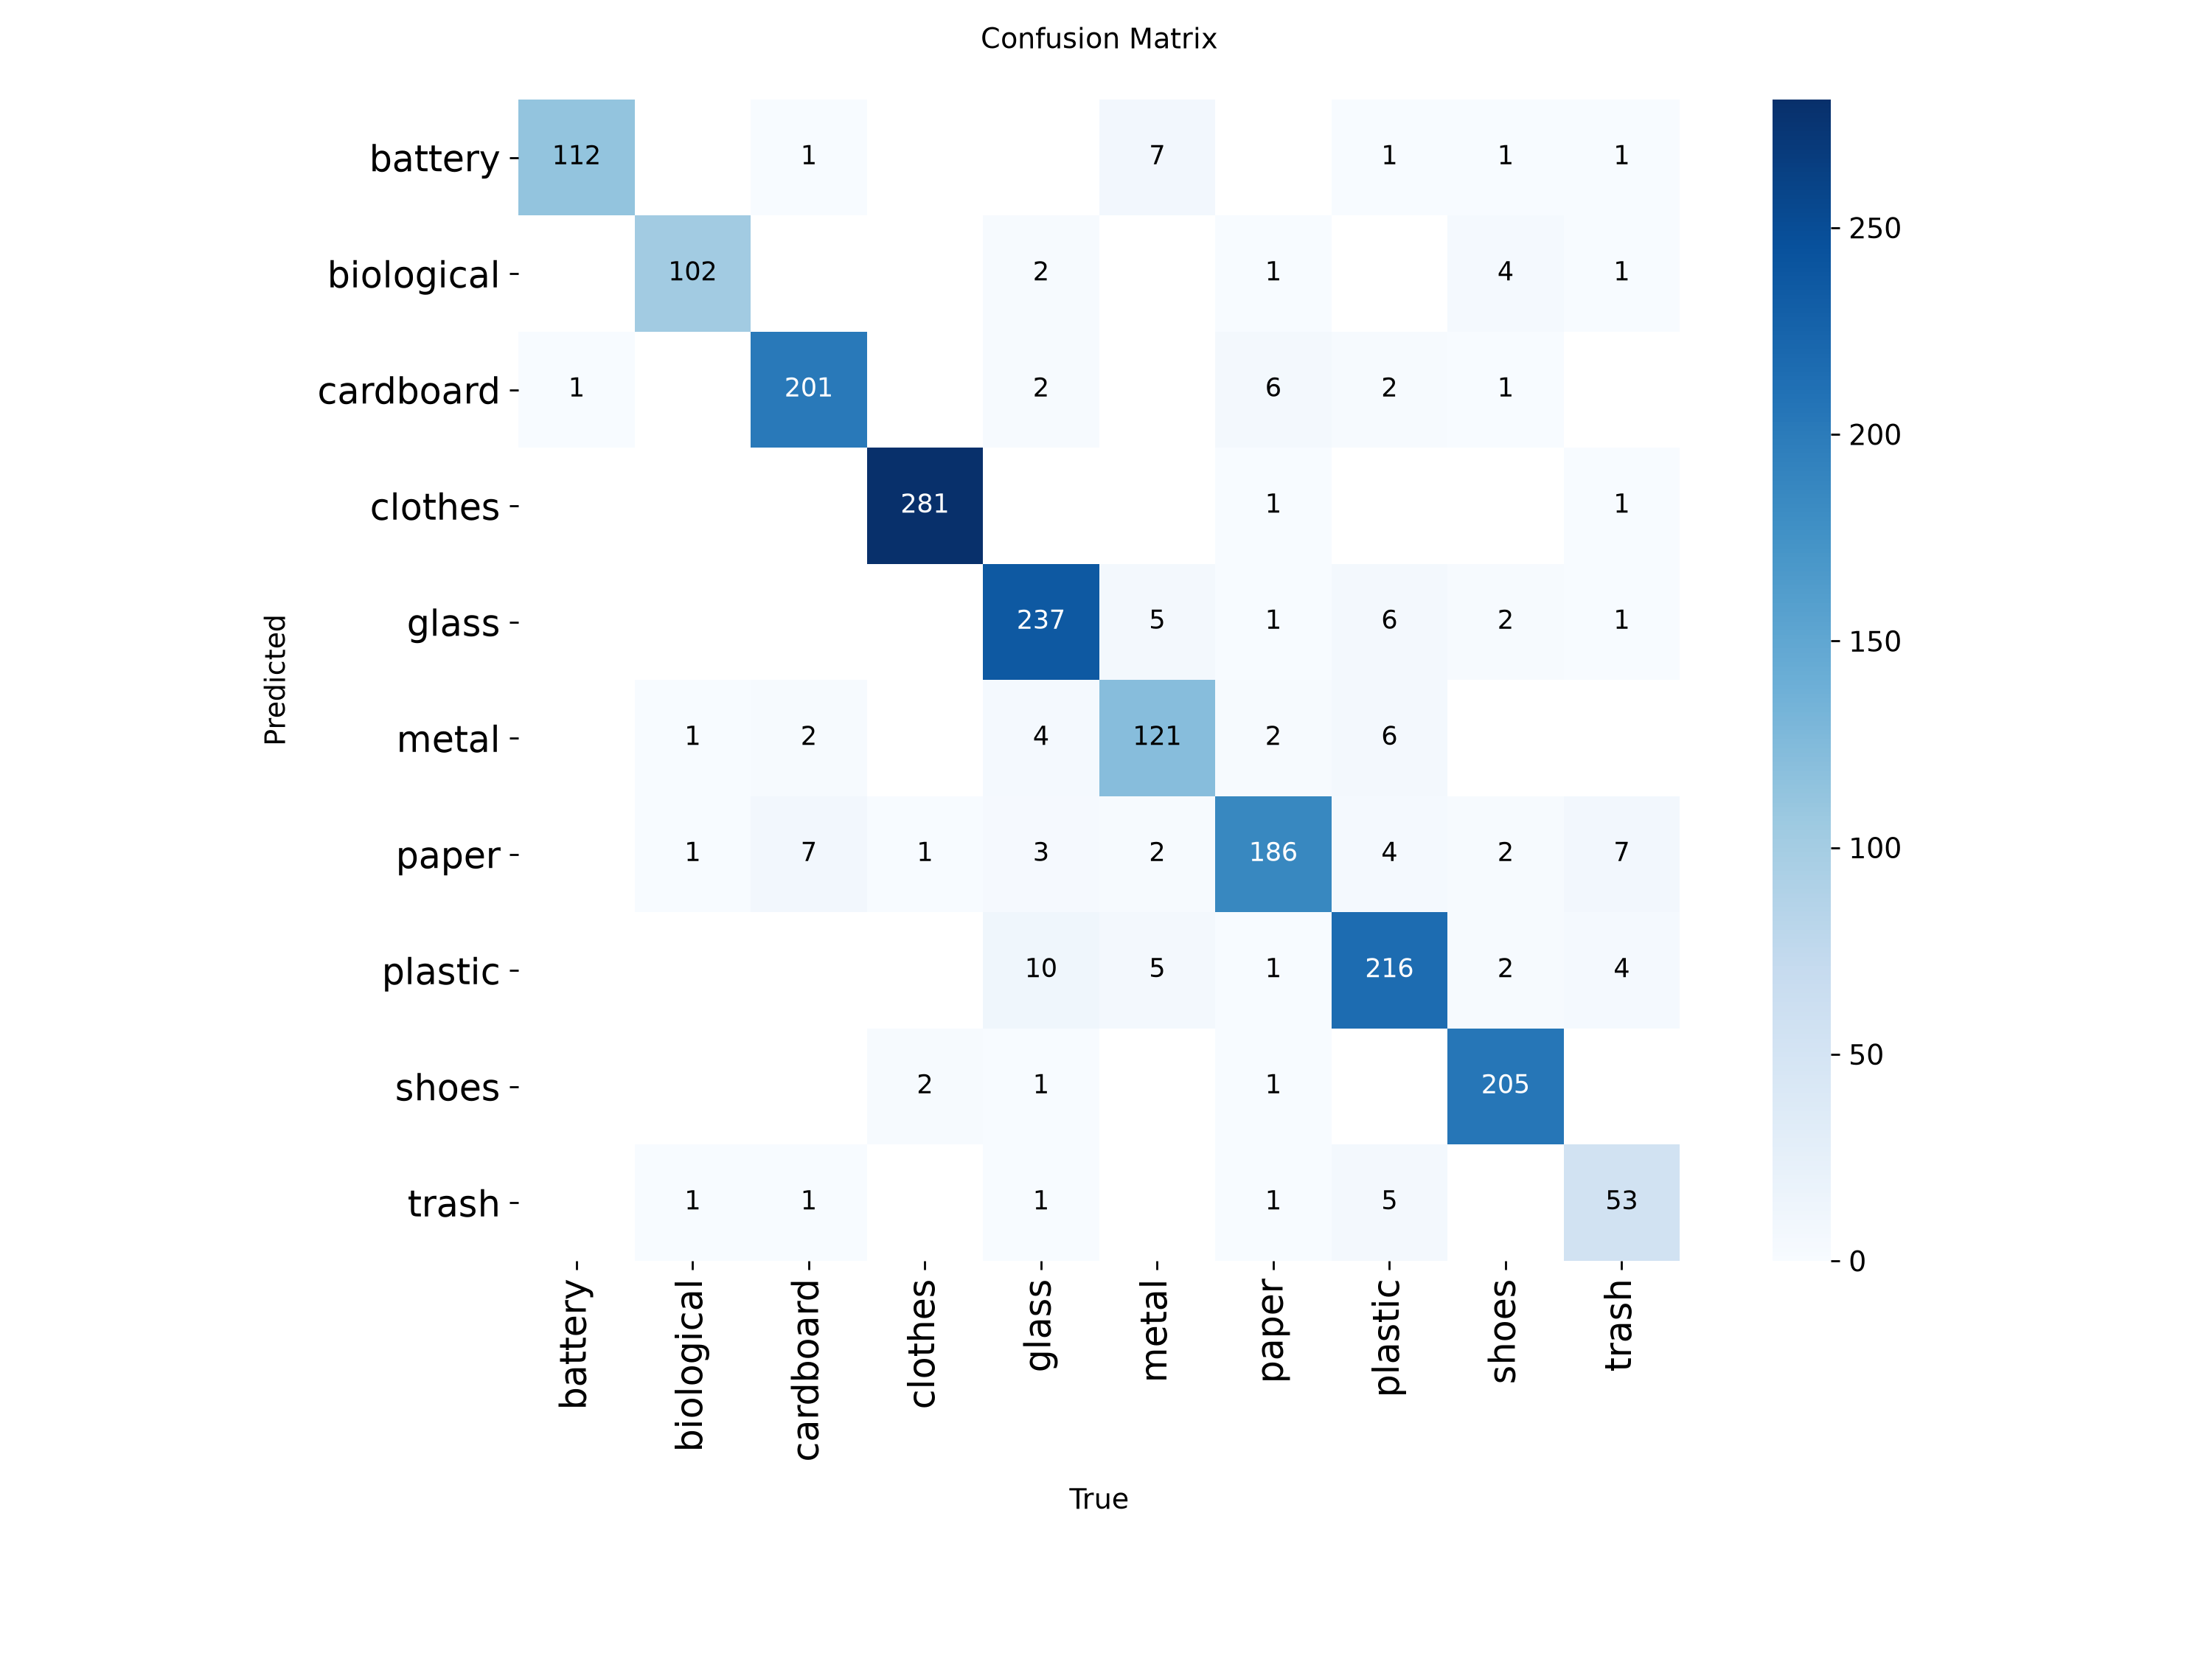 Confusion Matrix
battery 112 1 7 1 1 1
biological 102 2 1 4 1
cardboard 1 201 2 6 2 1
clothes 281 1 1
glass 237 5 1 6 2 1
metal 1 2 4 121 2 6
paper 1 7 1 3 2 186 4 2 7
plastic 10 5 1 216 2 4
shoes 2 1 1 205
trash 1 1 1 1 5 53
battery biological cardboard clothes glass metal paper plastic shoes trash
True
Predicted
250
200
150
100
50
0